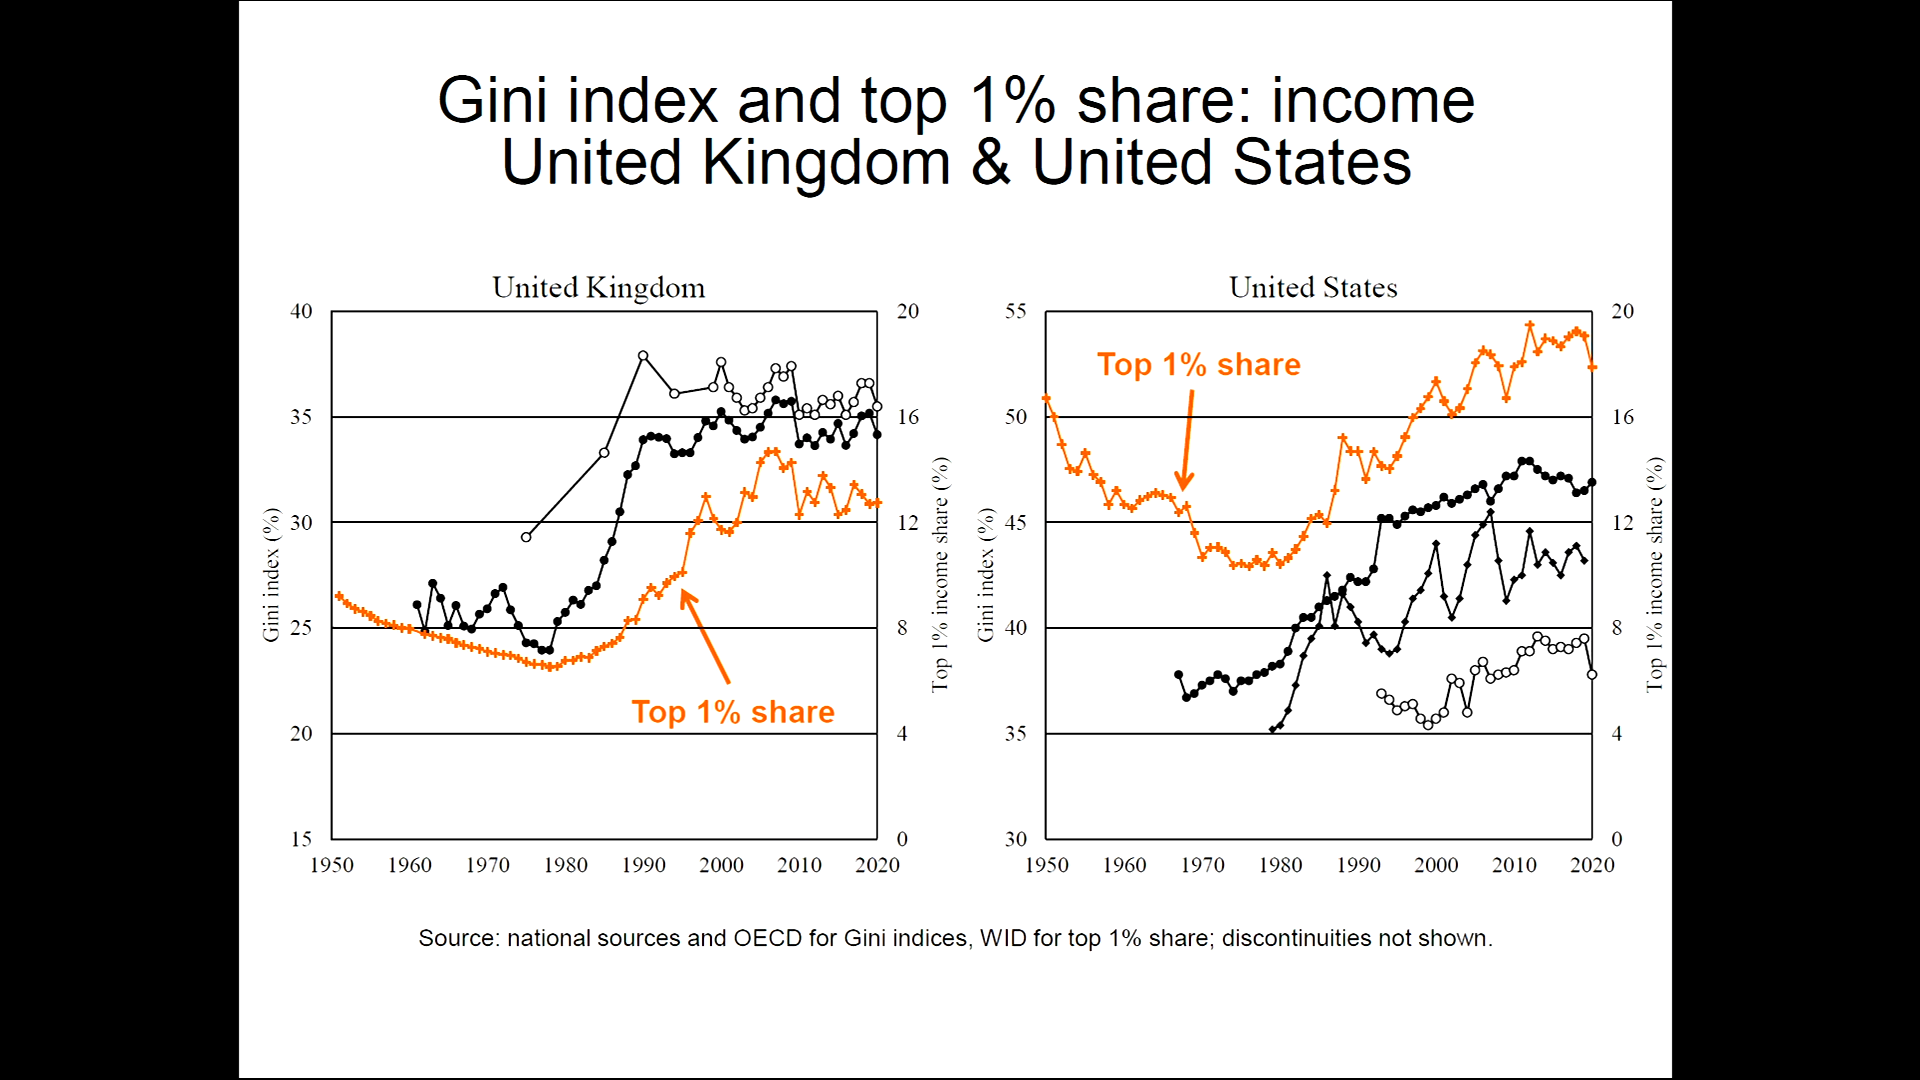 Gini index and top 1% share: income
United Kingdom & United States
United Kingdom
40
35
30
25
20
15
Gini index (%)
20
16
12
8
4
0
Top 1% income share (%)
1950 1960 1970 1980 1990 2000 2010 2020
Top 1% share
United States
55
50
45
40
35
30
Gini index (%)
20
16
12
8
4
0
Top 1% income share (%)
1950 1960 1970 1980 1990 2000 2010 2020
Top 1% share
Source: national sources and OECD for Gini indices, WID for top 1% share; discontinuities not shown.